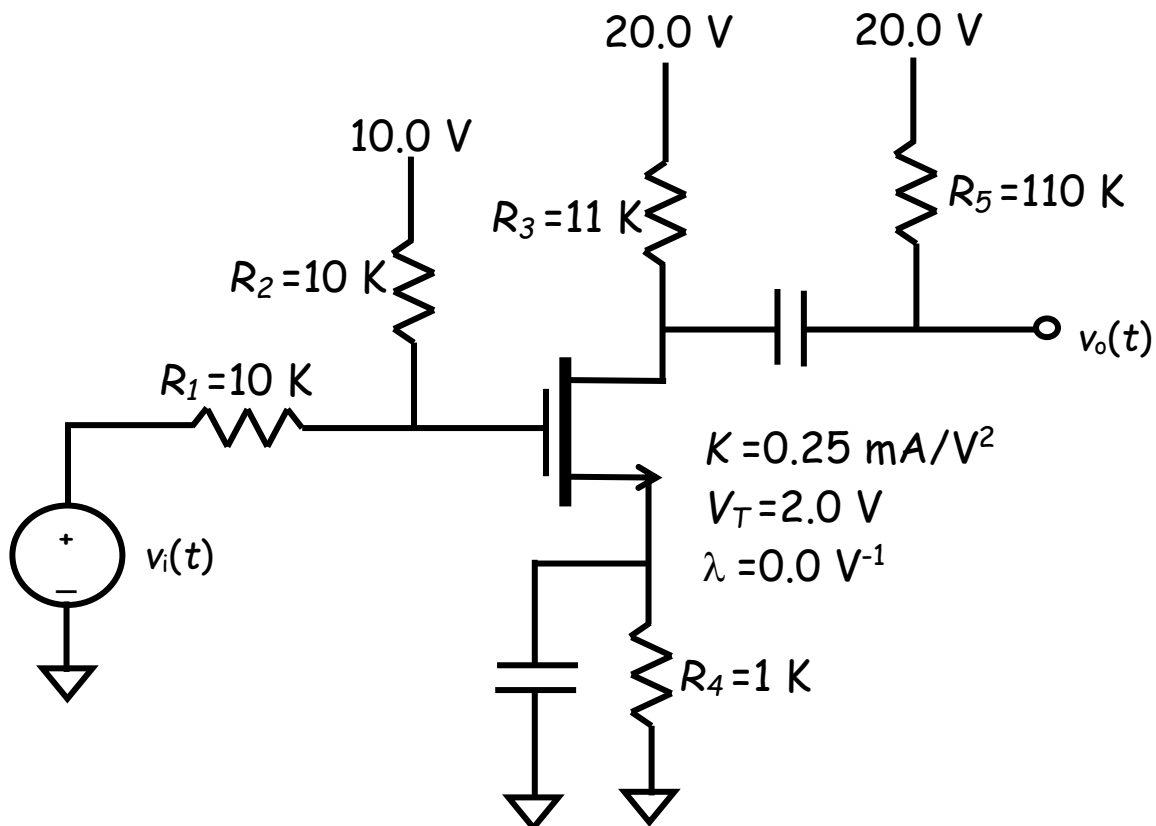 20.0 V
20.0 V
10.0 V
R3=11 K
R5=110 K
R2=10 K
R1=10 K
vo(t)
K=0.25 mA/V2
VT=2.0 V
λ=0.0 V-1
+
vi(t)
–
R4=1 K